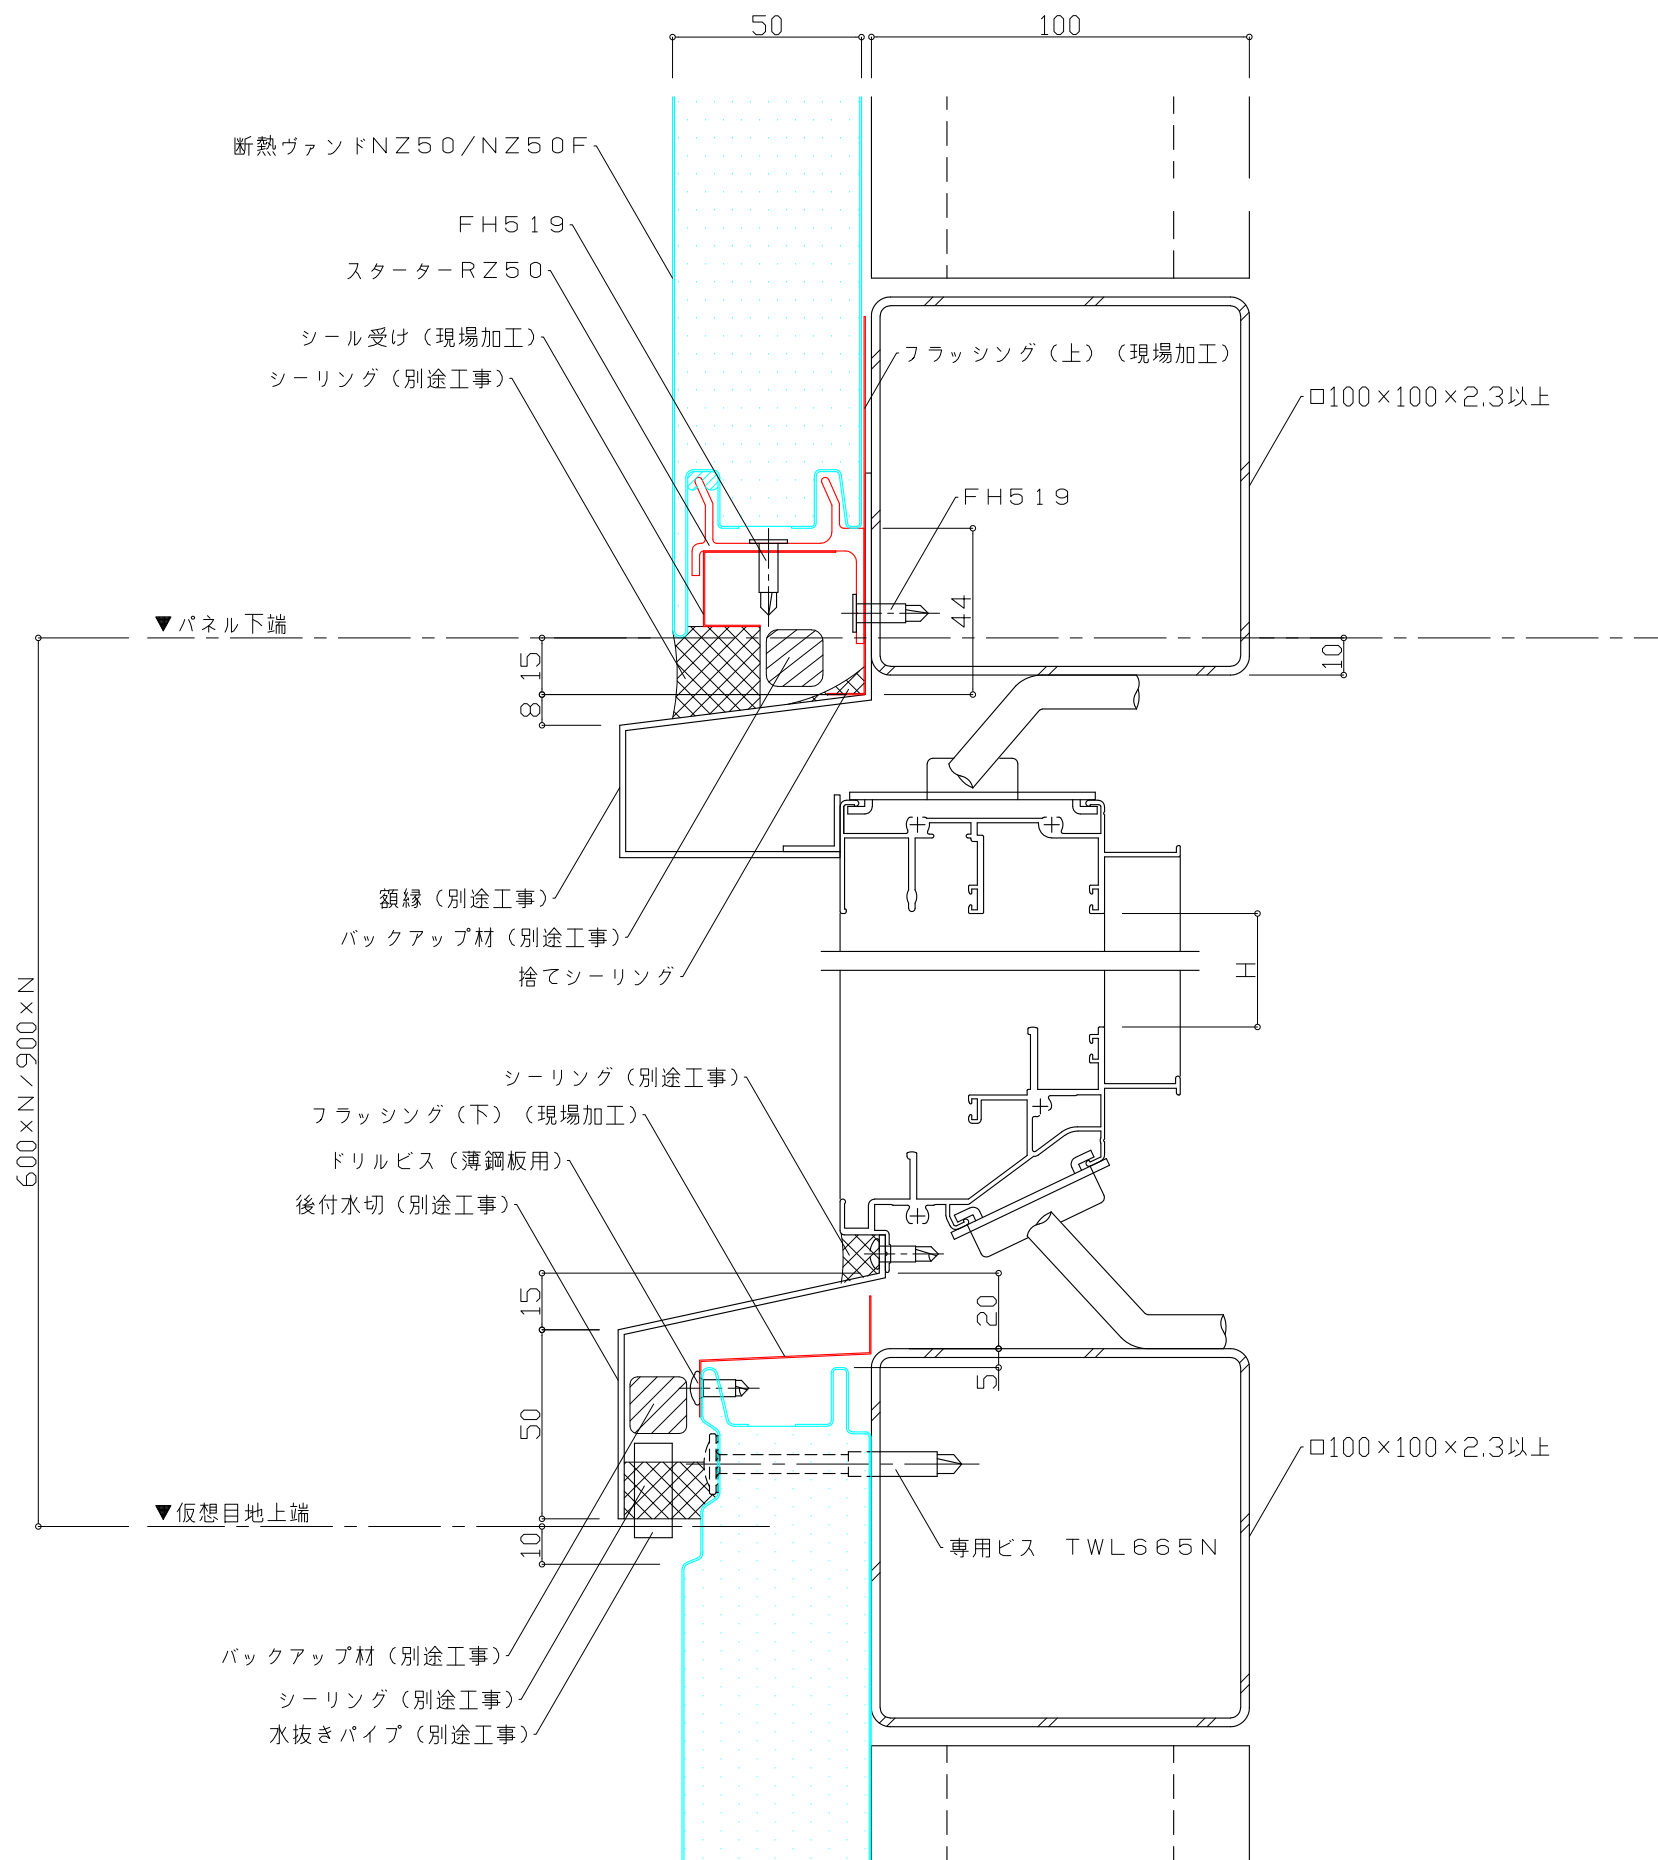 50
100
断熱ヴァンドNZ50/NZ50F
FH519
スターターRZ50
シール受け（現場加工）
フラッシング（上）（現場加工）
シーリング（別途工事）
□100×100×2.3以上
FH519
44
▼パネル下端
15
10
8
額縁（別途工事）
バックアップ材（別途工事）
捨てシーリング
H
600×N/900×N
シーリング（別途工事）
フラッシング（下）（現場加工）
ドリルビス（薄鋼板用）
後付水切（別途工事）
15
20
5
50
□100×100×2.3以上
▼仮想目地上端
10
専用ビス　TWL665N
バックアップ材（別途工事）
シーリング（別途工事）
水抜きパイプ（別途工事）